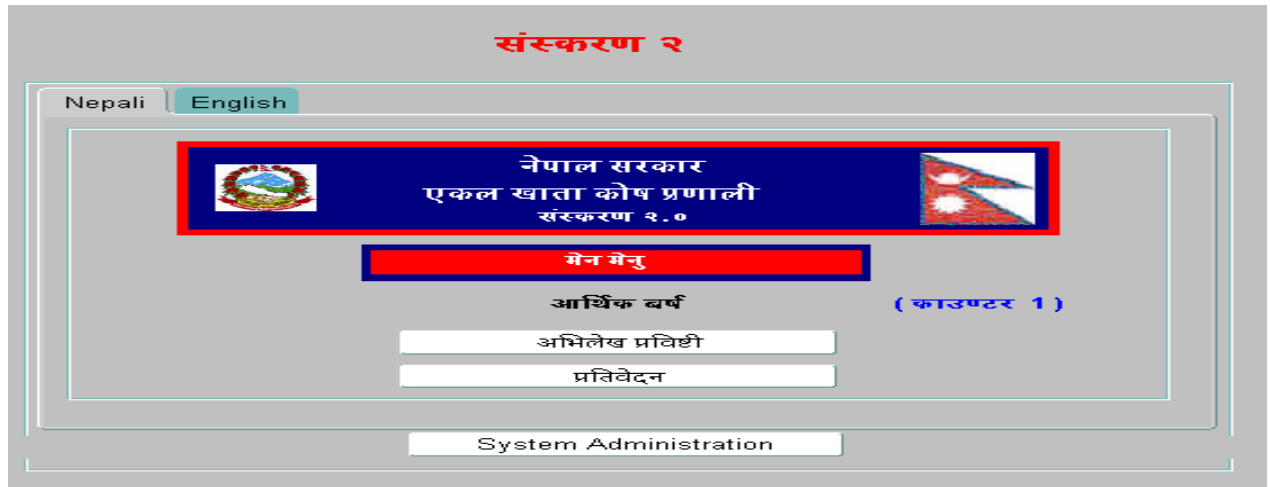 संस्करण २
Nepali English
नेपाल सरकार
एकल खाता कोष प्रणाली
संस्करण २.०
मेन मेनु
आर्थिक बर्ष (काउण्टर 1)
अभिलेख प्रविष्टी
प्रतिवेदन
System Administration